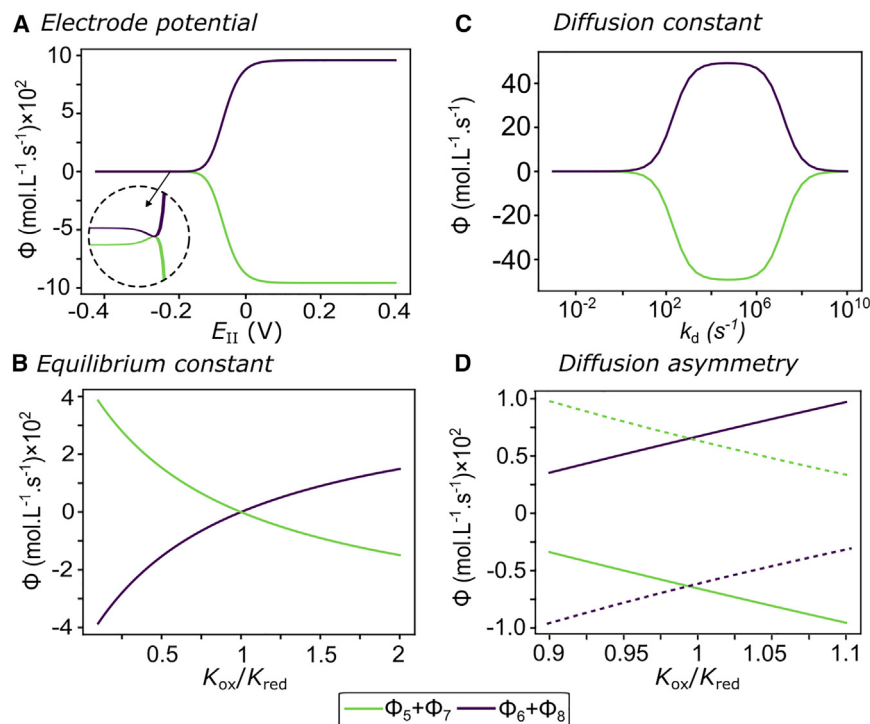 A Electrode potential
Φ (mol.L⁻¹.s⁻¹)×10²
10
5
0
-5
-10
-0.4 -0.2 0 0.2 0.4
E_II (V)
C Diffusion constant
Φ (mol.L⁻¹.s⁻¹)
40
20
0
-20
-40
10⁻² 10² 10⁶ 10¹⁰
k_d (s⁻¹)
B Equilibrium constant
Φ (mol.L⁻¹.s⁻¹)×10²
4
2
0
-2
-4
0.5 1 1.5 2
K_ox/K_red
D Diffusion asymmetry
Φ (mol.L⁻¹.s⁻¹)×10²
1.0
0.5
0
-0.5
-1.0
0.9 0.95 1 1.05 1.1
K_ox/K_red
Φ₅+Φ₇ Φ₆+Φ₈